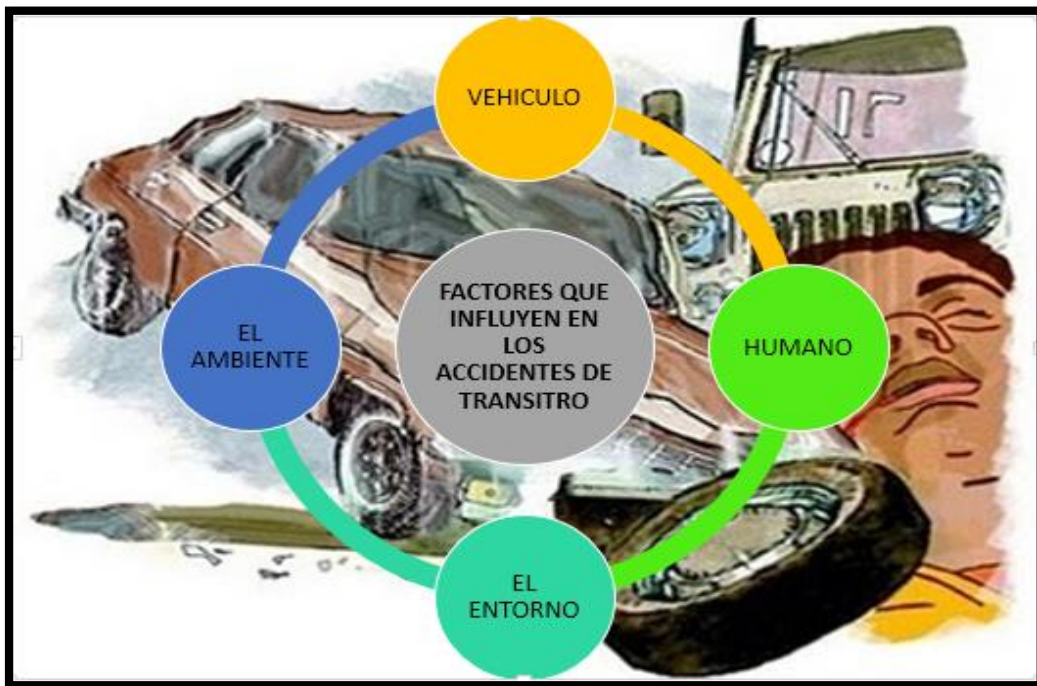 VEHICULO
FACTORES QUE
INFLUYEN EN
LOS
ACCIDENTES DE
TRANSITRO
EL
AMBIENTE
HUMANO
EL
ENTORNO